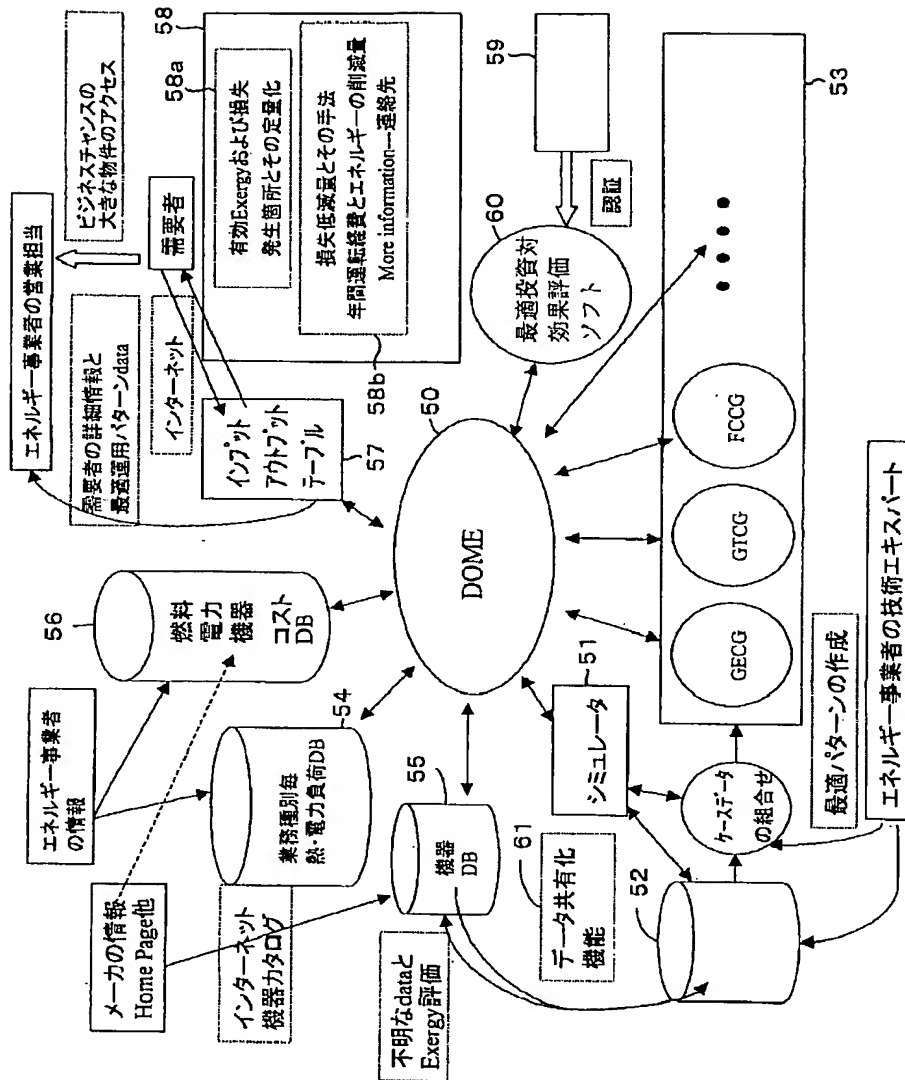 メーカの情報
Home Page他
エネルギー事業者
の情報
インターネット
機器カタログ
不明なdataと
Exergy評価
56
燃料
電力
機器
コスト
DB
54
業務種別毎
熱・電力負荷DB
55
機器
DB
61
データ共有化
機能
52
51
シミュレータ
ケースデータ
の組合せ
最適パターンの作成
エネルギー事業者の技術エキスパート
エネルギー事業者の営業担当
ビジネスチャンスの
大きな物件のアクセス
需要者の詳細情報と
最適運用パターンdata
需要者
インターネット
インプット
アウトプット
テーブル
57
50
DOME
58
58a
有効Exergyおよび損失
発生箇所とその定量化
損失低減量とその手法
年間運転経費とエネルギーの削減量
More information―連絡先
58b
59
認証
60
最適投資対
効果評価
ソフト
53
GECG
GTCG
FCCG
••••